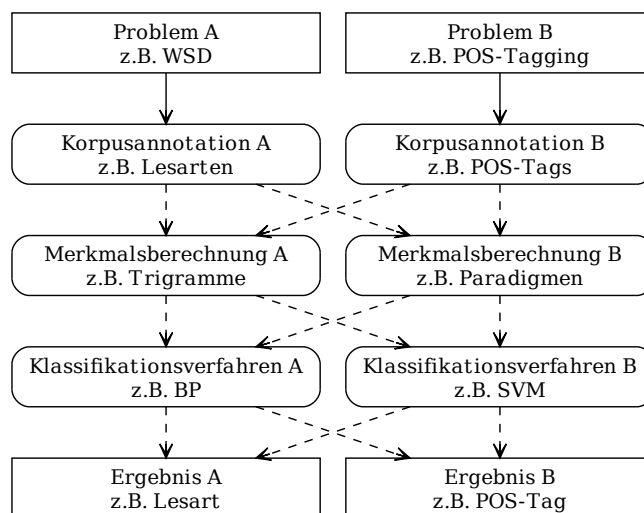 Problem A
z.B. WSD
Problem B
z.B. POS-Tagging
Korpusannotation A
z.B. Lesarten
Korpusannotation B
z.B. POS-Tags
Merkmalsberechnung A
z.B. Trigramme
Merkmalsberechnung B
z.B. Paradigmen
Klassifikationsverfahren A
z.B. BP
Klassifikationsverfahren B
z.B. SVM
Ergebnis A
z.B. Lesart
Ergebnis B
z.B. POS-Tag